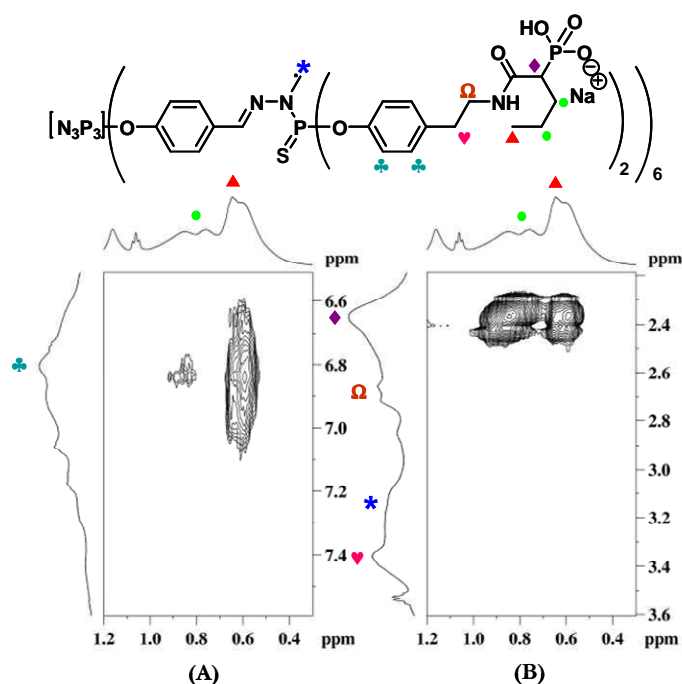 HO O
P
O ⊖
⊕
Na
O
NH
Ω
*
[N₃P₃] O N N P O
S
2
6
ppm
ppm
6.6
6.8
7.0
7.2
7.4
Ω
*
2.4
2.6
2.8
3.0
3.2
3.4
3.6
1.2 1.0 0.8 0.6 0.4 ppm
1.2 1.0 0.8 0.6 0.4 ppm
(A)
(B)